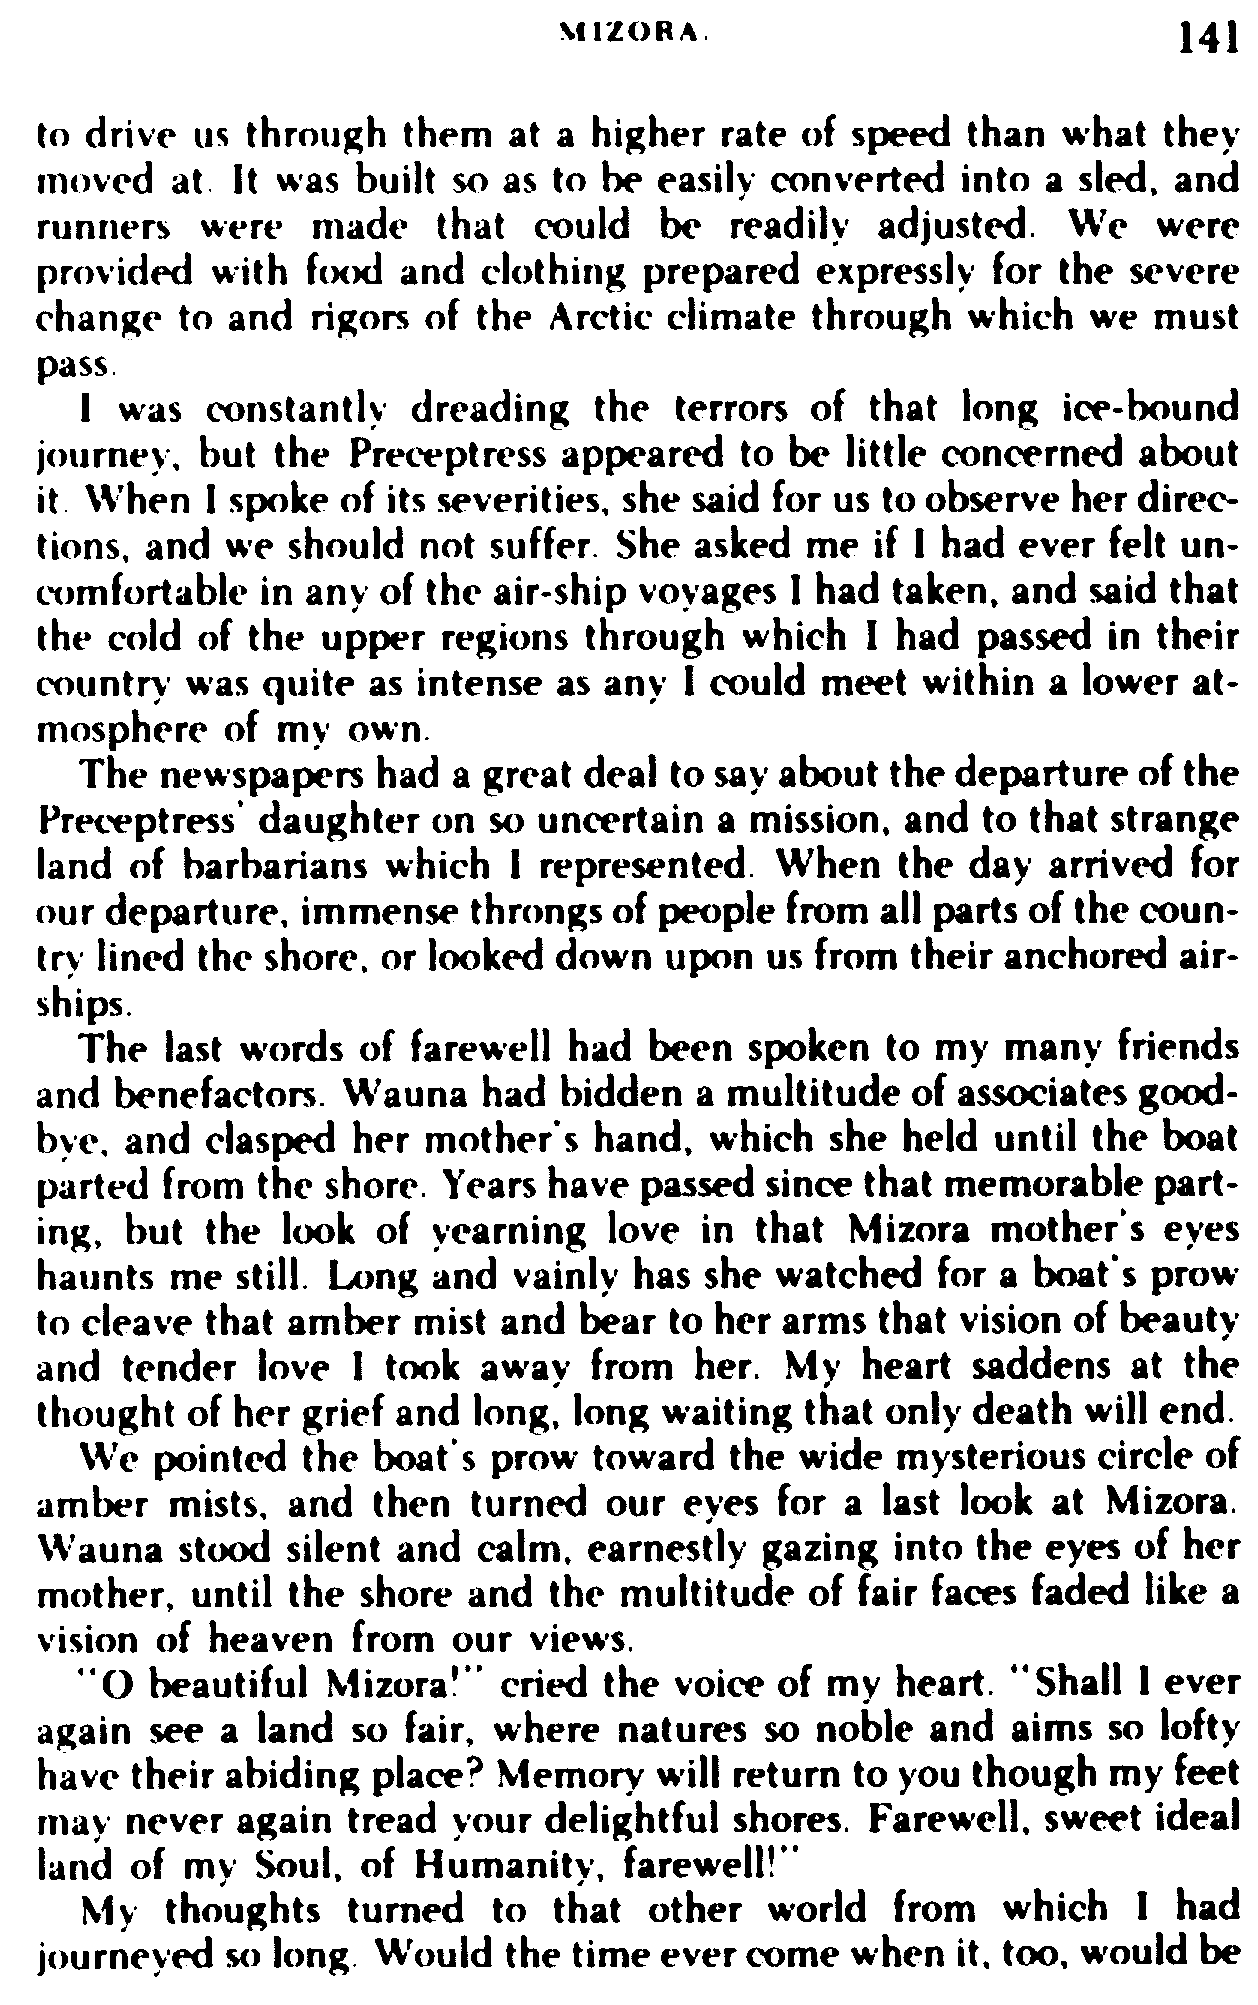 MIZORA. 141
to drive us through them at a higher rate of speed than what they
moved at. It was built so as to be easily converted into a sled, and
runners were made that could be readily adjusted. We were
provided with food and clothing prepared expressly for the severe
change to and rigors of the Arctic climate through which we must
pass.
I was constantly dreading the terrors of that long ice-bound
journey, but the Preceptress appeared to be little concerned about
it. When I spoke of its severities, she said for us to observe her direc-
tions, and we should not suffer. She asked me if I had ever felt un-
comfortable in any of the air-ship voyages I had taken, and said that
the cold of the upper regions through which I had passed in their
country was quite as intense as any I could meet within a lower at-
mosphere of my own.
The newspapers had a great deal to say about the departure of the
Preceptress' daughter on so uncertain a mission, and to that strange
land of barbarians which I represented. When the day arrived for
our departure, immense throngs of people from all parts of the coun-
try lined the shore, or looked down upon us from their anchored air-
ships.
The last words of farewell had been spoken to my many friends
and benefactors. Wauna had bidden a multitude of associates good-
bye, and clasped her mother's hand, which she held until the boat
parted from the shore. Years have passed since that memorable part-
ing, but the look of yearning love in that Mizora mother's eyes
haunts me still. Long and vainly has she watched for a boat's prow
to cleave that amber mist and bear to her arms that vision of beauty
and tender love I took away from her. My heart saddens at the
thought of her grief and long, long waiting that only death will end.
We pointed the boat's prow toward the wide mysterious circle of
amber mists, and then turned our eyes for a last look at Mizora.
Wauna stood silent and calm, earnestly gazing into the eyes of her
mother, until the shore and the multitude of fair faces faded like a
vision of heaven from our views.
"O beautiful Mizora!" cried the voice of my heart. "Shall I ever
again see a land so fair, where natures so noble and aims so lofty
have their abiding place? Memory will return to you though my feet
may never again tread your delightful shores. Farewell, sweet ideal
land of my Soul, of Humanity, farewell!"
My thoughts turned to that other world from which I had
journeyed so long. Would the time ever come when it, too, would be